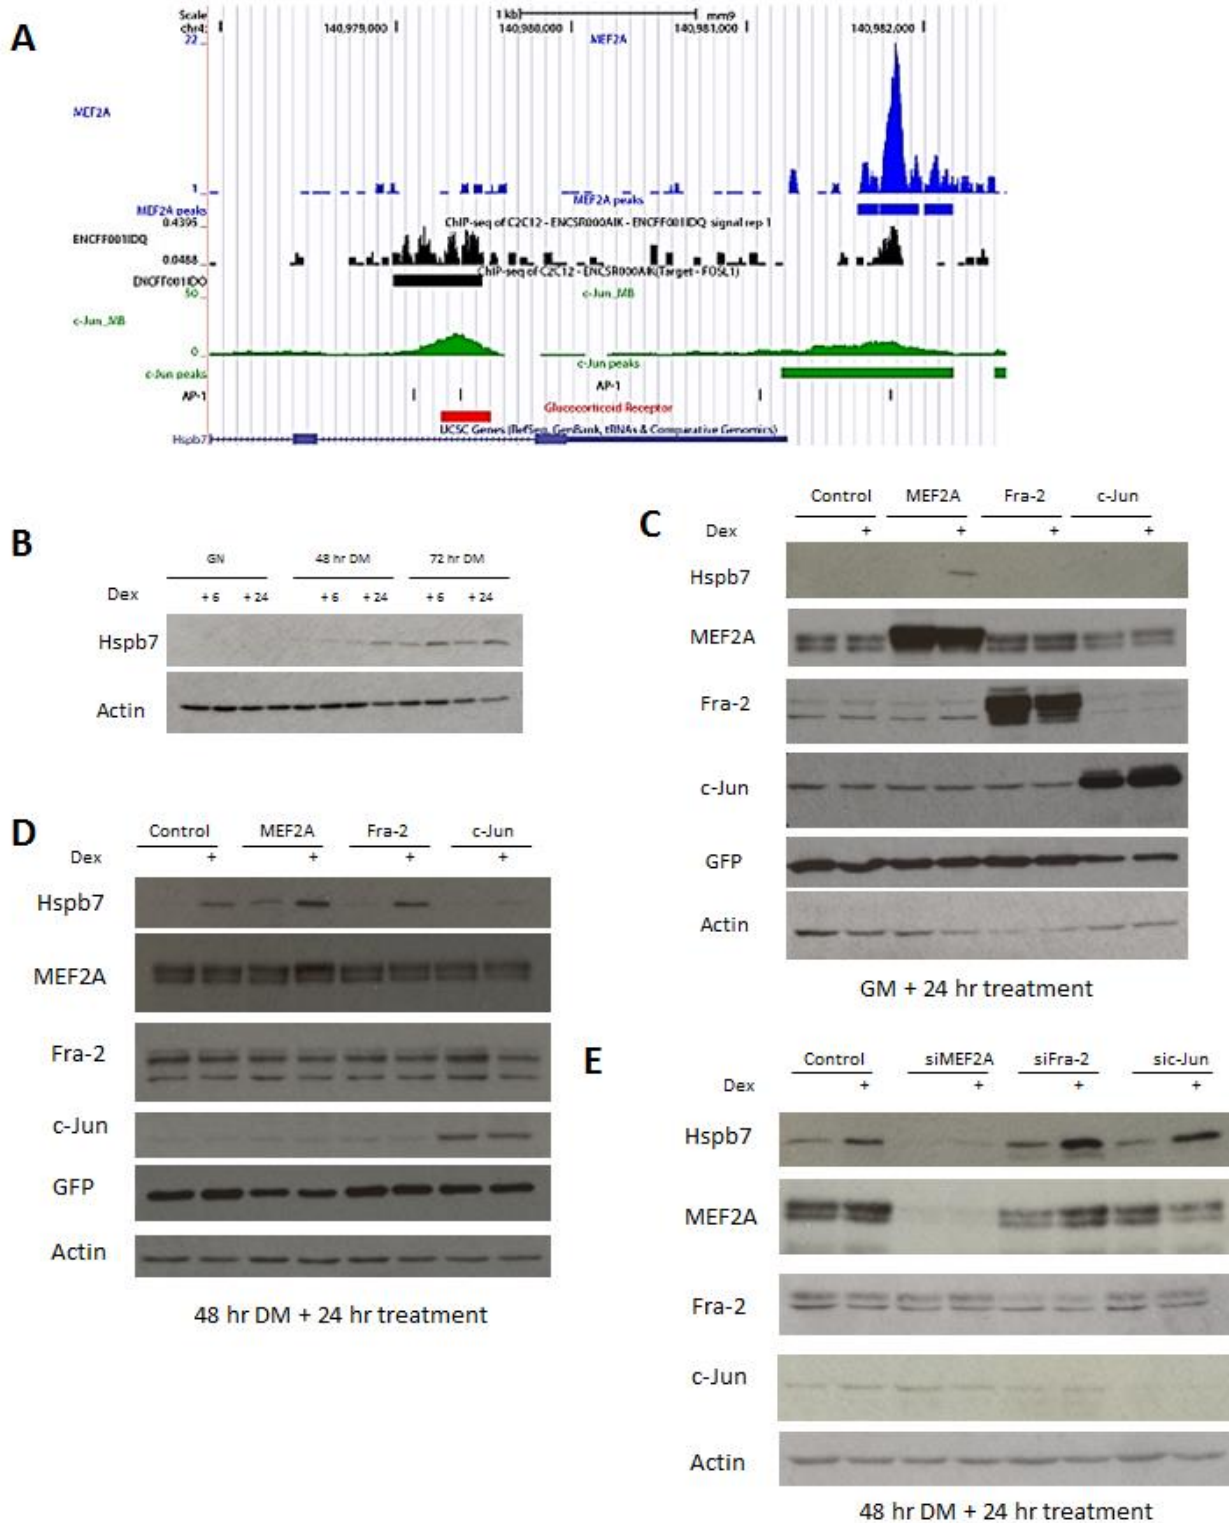 A
Scale
1 kb
mm9
chr4:
140,979,000
140,980,000
140,981,000
140,982,000
22
MEF2A
MEF2A
1
MEF2A peaks
MEF2A peaks
0.4395
ChIP-seq of C2C12 - ENCSR000AIK - ENCFF001IDQ signal rep 1
ENCFF001IDQ
0.0488
ChIP-seq of C2C12 - ENCSR000AIK(Target - FOSL1)
ENCFF001IDO
50
c-Jun_MB
c-Jun_MB
0
c-Jun peaks
c-Jun peaks
AP-1
AP-1
Glucocorticoid Receptor
UCSC Genes (RefSeq, GenBank, tRNAs & Comparative Genomics)
Hspb7
B
GN 48 hr DM 72 hr DM
Dex + 6 + 24 + 6 + 24 + 6 + 24
Hspb7
Actin
C
Control MEF2A Fra-2 c-Jun
Dex + + + +
Hspb7
MEF2A
Fra-2
c-Jun
GFP
Actin
GM + 24 hr treatment
D
Control MEF2A Fra-2 c-Jun
Dex + + + +
Hspb7
MEF2A
Fra-2
c-Jun
GFP
Actin
48 hr DM + 24 hr treatment
E
Control siMEF2A siFra-2 sic-Jun
Dex + + + +
Hspb7
MEF2A
Fra-2
c-Jun
Actin
48 hr DM + 24 hr treatment